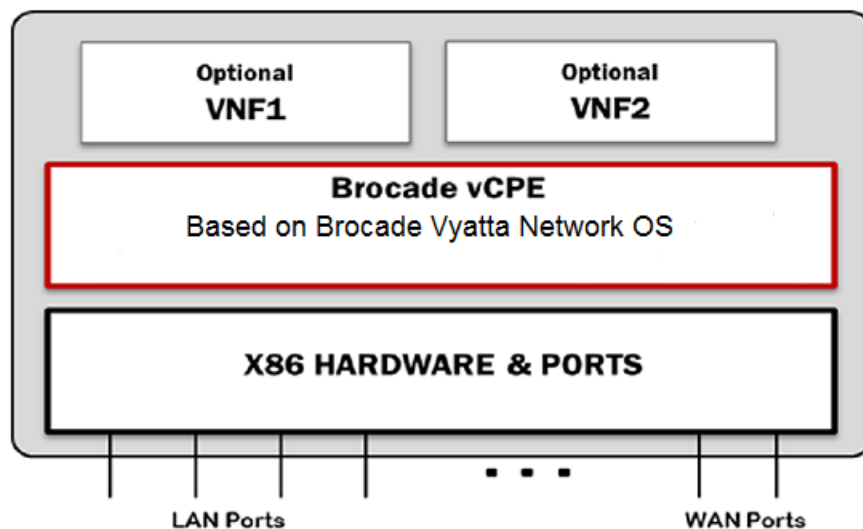 Optional
VNF1
Optional
VNF2
Brocade vCPE
Based on Brocade Vyatta Network OS
X86 HARDWARE & PORTS
LAN Ports
WAN Ports